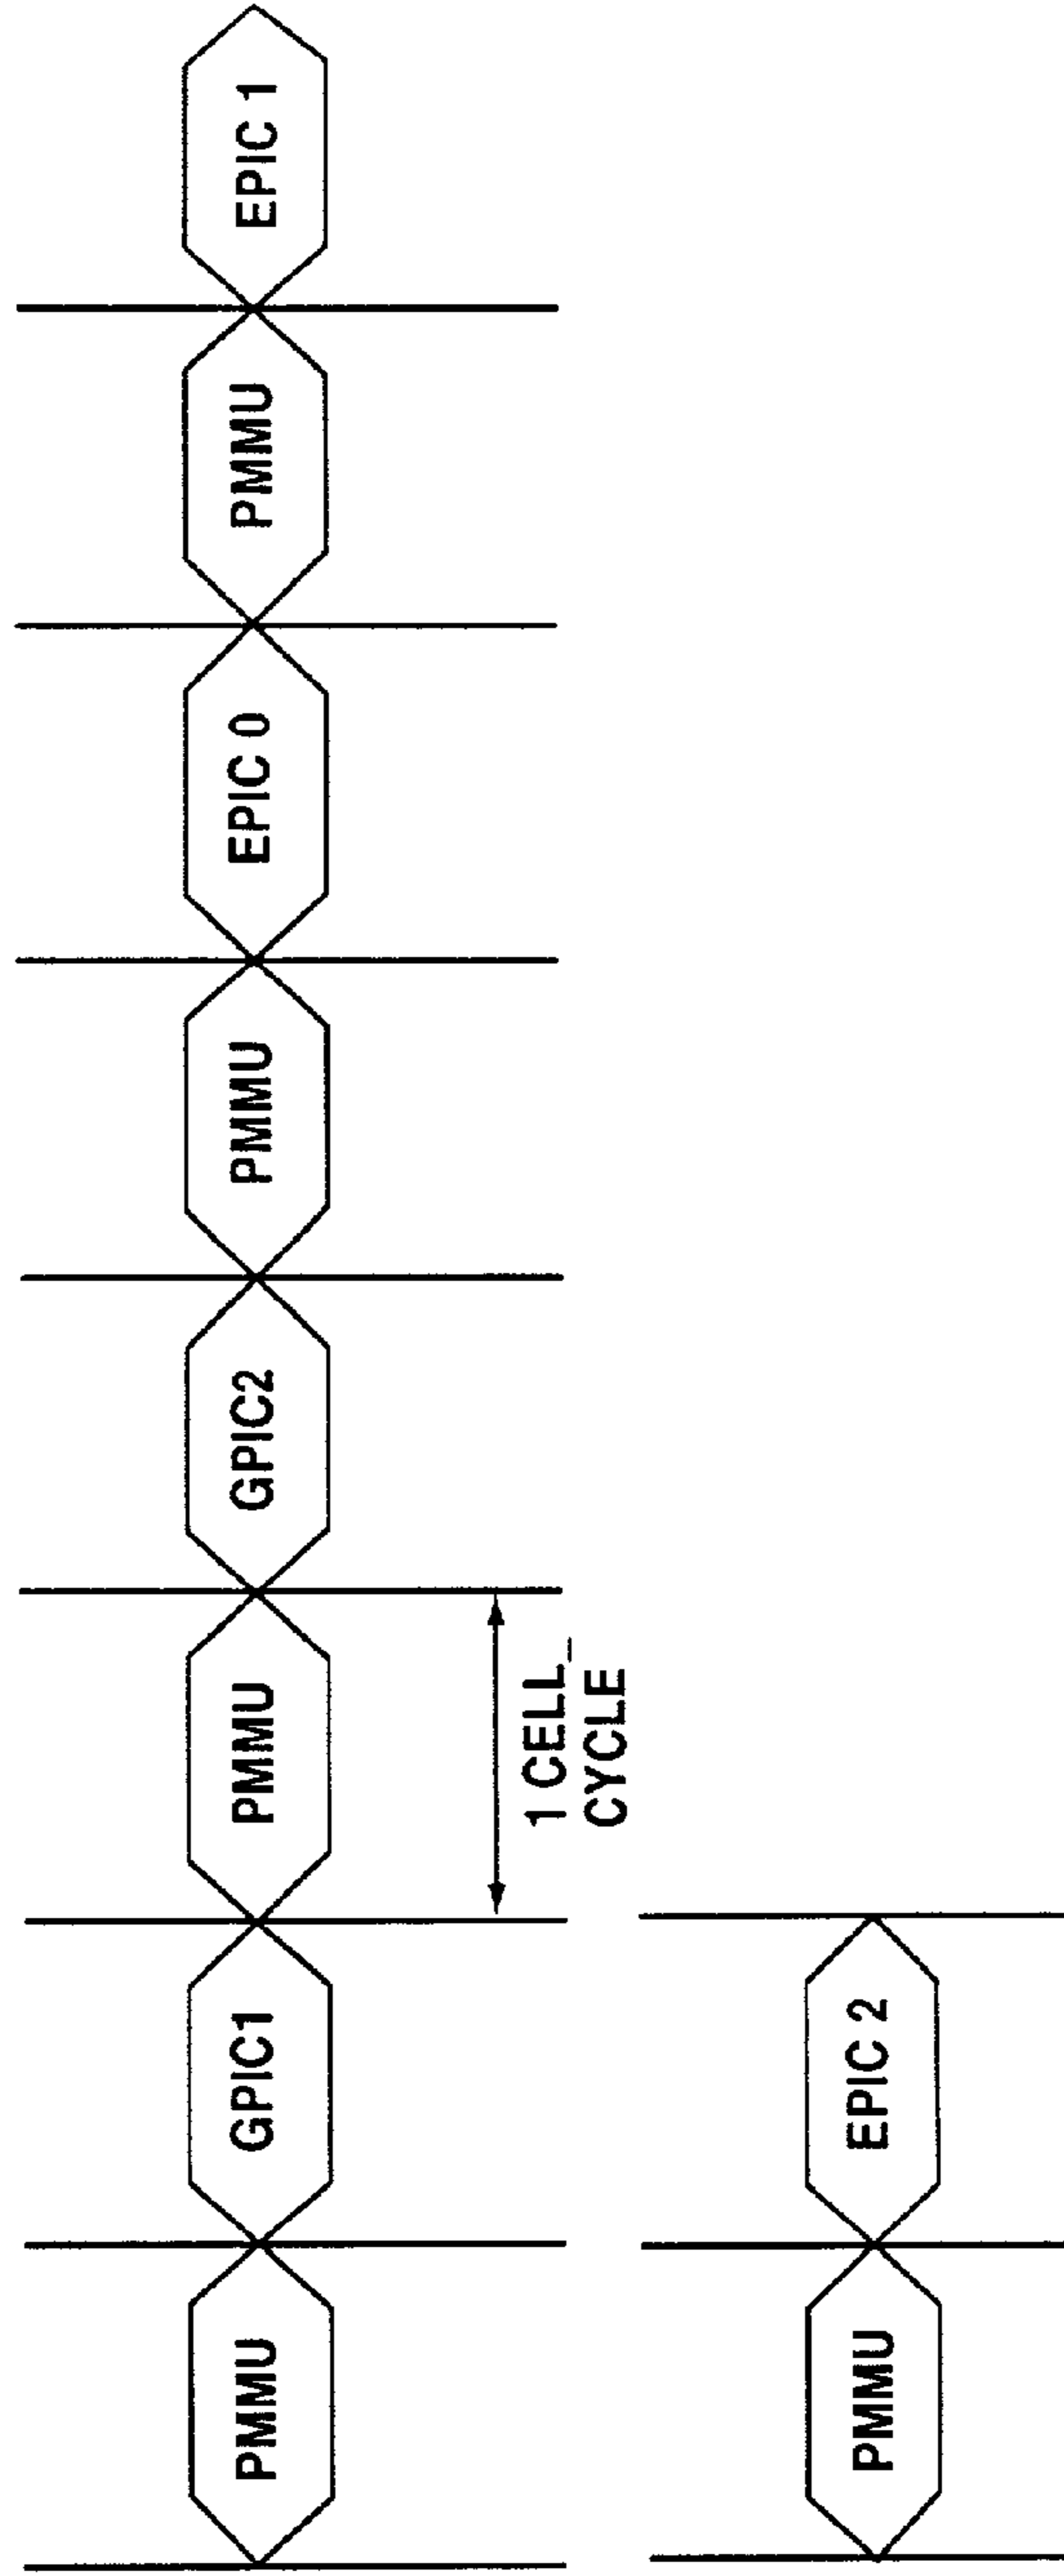 PMMU
GPIC1
PMMU
GPIC2
PMMU
EPIC 0
PMMU
EPIC 1
1 CELL_
CYCLE
PMMU
EPIC 2